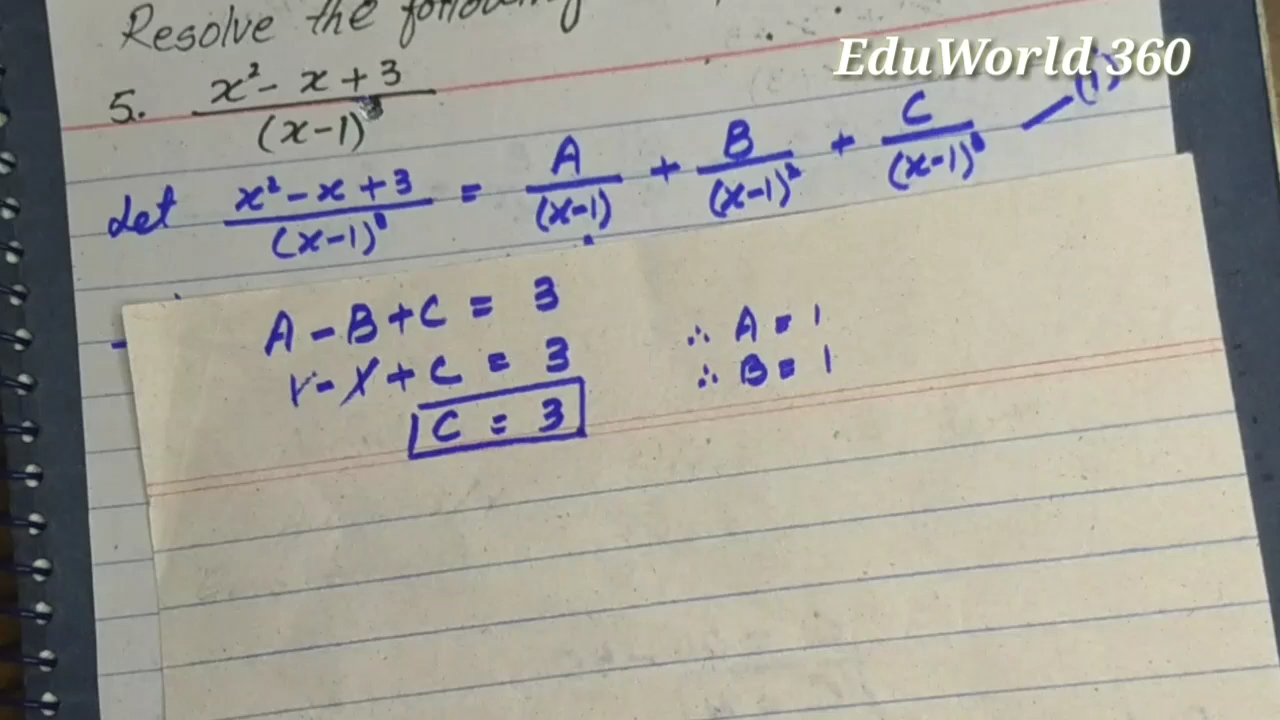 Resolve the following
EduWorld 360
5. x² - x + 3 / (x-1)³
Let x² - x + 3 / (x-1)³ = A / (x-1) + B / (x-1)² + C / (x-1)³ — (i)
A - B + C = 3
1 - 1 + C = 3 ∴ A = 1
C = 3 ∴ B = 1